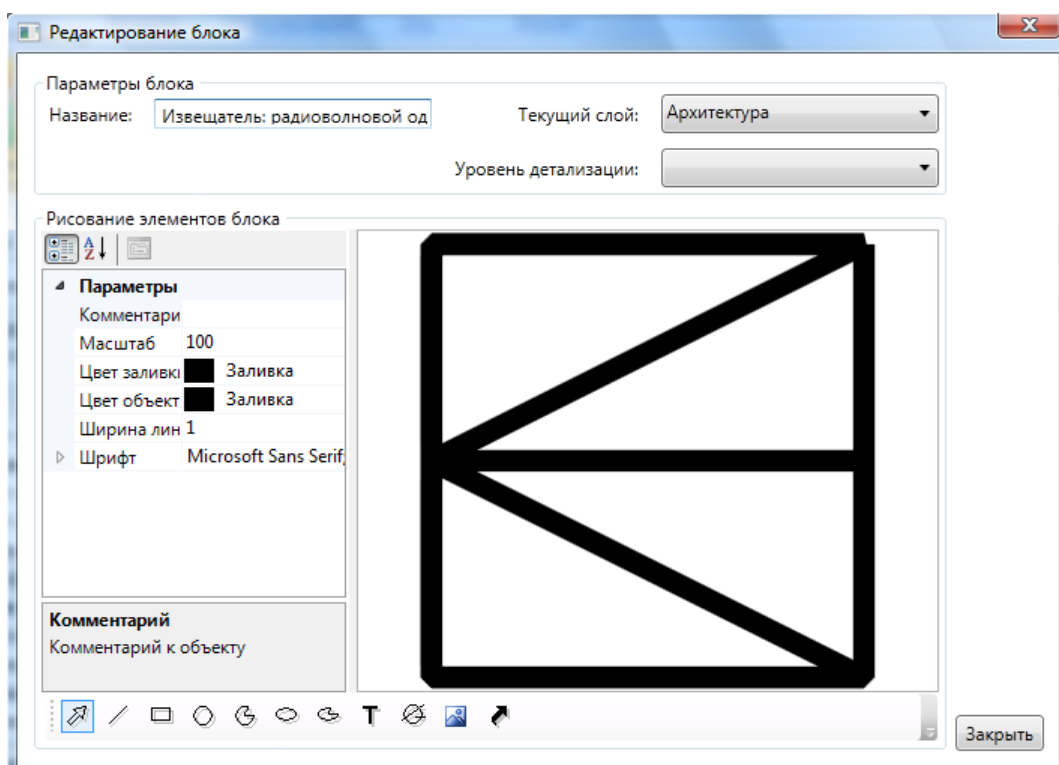 Редактирование блока
Параметры блока
Название: Извещатель: радиоволновой од Текущий слой: Архитектура
Уровень детализации:
Рисование элементов блока
Параметры
Комментари
Масштаб 100
Цвет заливкі Заливка
Цвет объект Заливка
Ширина лин 1
Шрифт Microsoft Sans Serif,
Комментарий
Комментарий к объекту
Закрыть